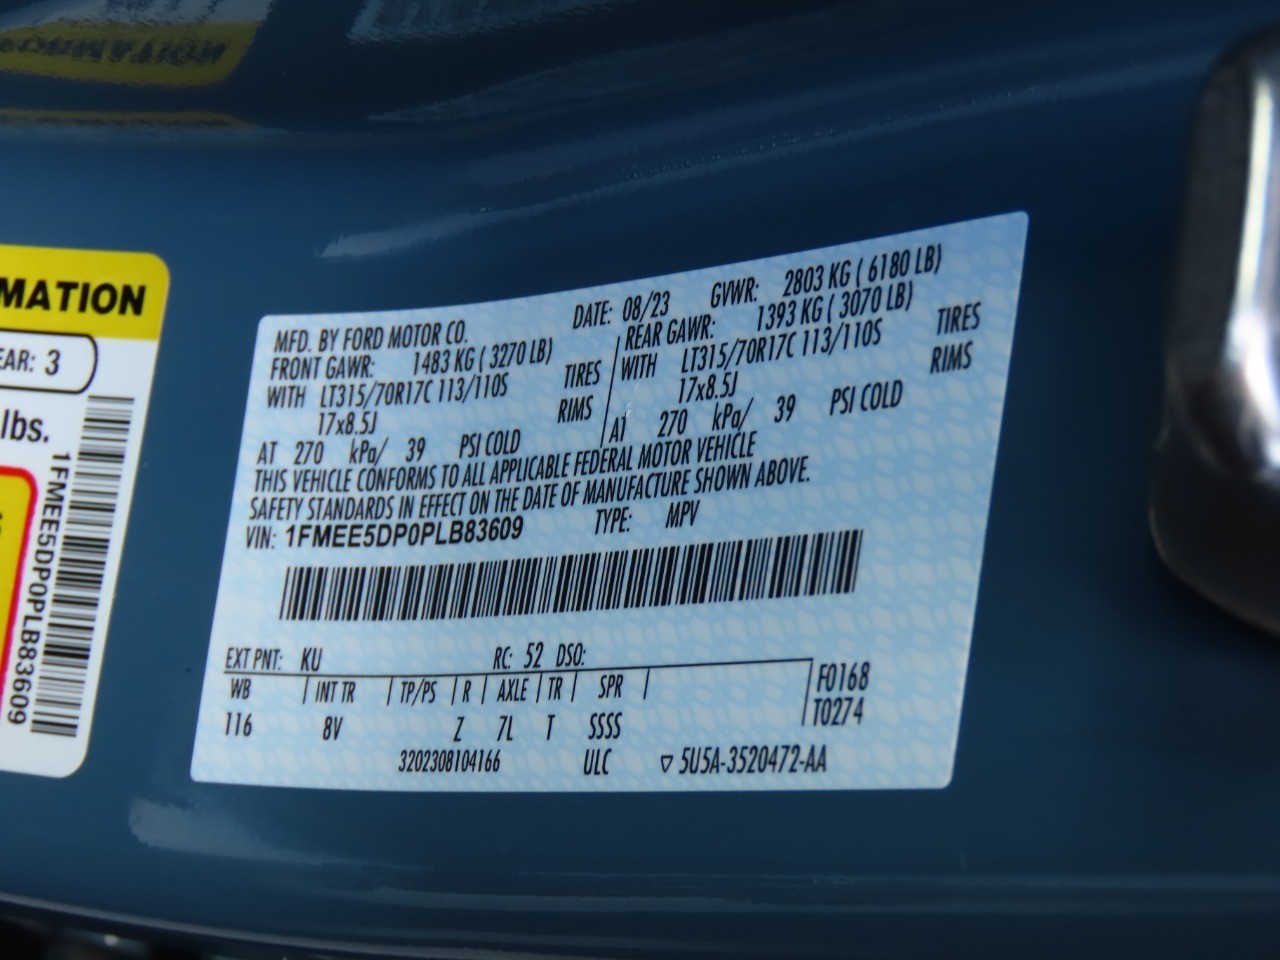 MATION
EAR: 3
lbs.
1FMEE5DP0PLB83609
MFD. BY FORD MOTOR CO.
DATE: 08/23
GVWR: 2803 KG ( 6180 LB)
FRONT GAWR: 1483 KG ( 3270 LB)
WITH LT315/70R17C 113/110S TIRES
17x8.5J RIMS
AT 270 kPa/ 39 PSI COLD
REAR GAWR: 1393 KG ( 3070 LB)
WITH LT315/70R17C 113/110S TIRES
17x8.5J RIMS
AT 270 kPa/ 39 PSI COLD
THIS VEHICLE CONFORMS TO ALL APPLICABLE FEDERAL MOTOR VEHICLE
SAFETY STANDARDS IN EFFECT ON THE DATE OF MANUFACTURE SHOWN ABOVE.
VIN: 1FMEE5DP0PLB83609 TYPE: MPV
EXT PNT: KU RC: 52 DSO:
WB INT TR TP/PS R AXLE TR SPR F0168
116 8V Z 7L T SSSS T0274
3202308104166 ULC ▽ 5U5A-3520472-AA